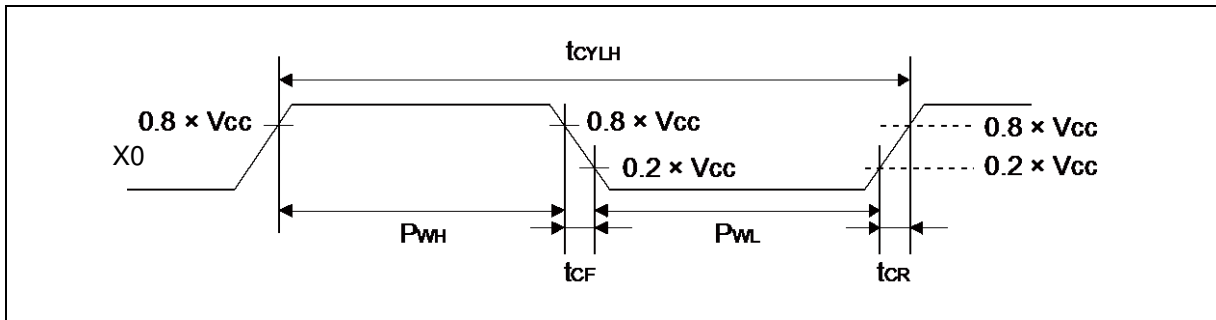 tCYLH
0.8 × Vcc
0.8 × Vcc
0.8 × Vcc
X0
0.2 × Vcc
0.2 × Vcc
PWH
PWL
tCF
tCR